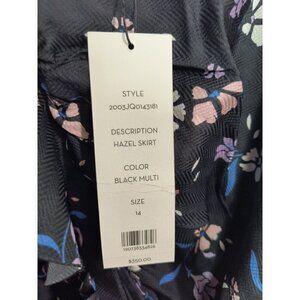 STYLE
2003JQ0143181
DESCRIPTION
HAZEL SKIRT
COLOR
BLACK MULTI
SIZE
14
$350.00